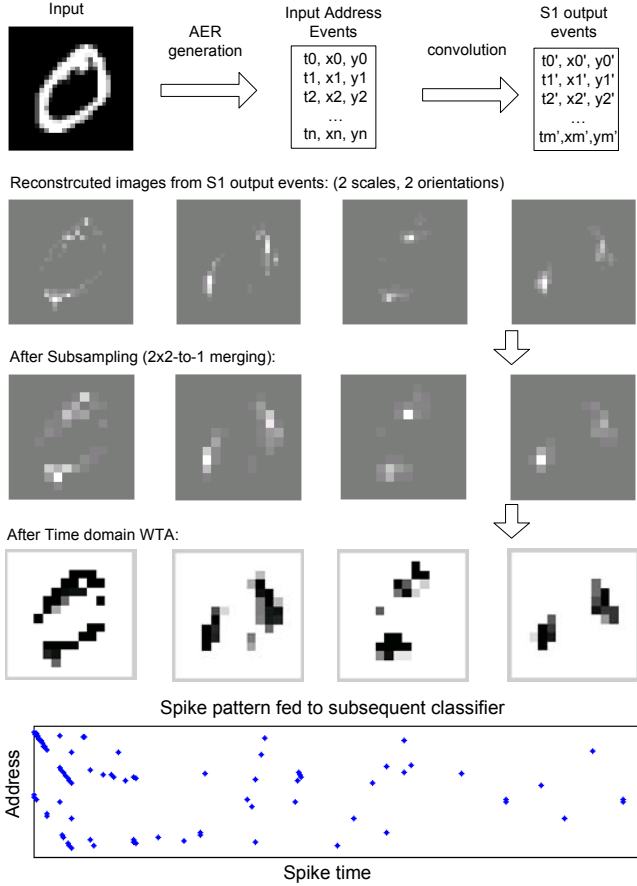 Input
AER
generation
Input Address
Events
convolution
S1 output
events
t0, x0, y0
t1, x1, y1
t2, x2, y2
...
tn, xn, yn
t0', x0', y0'
t1', x1', y1'
t2', x2', y2'
...
tm',xm',ym'
Reconstrcuted images from S1 output events: (2 scales, 2 orientations)
After Subsampling (2x2-to-1 merging):
After Time domain WTA:
Spike pattern fed to subsequent classifier
Address
Spike time